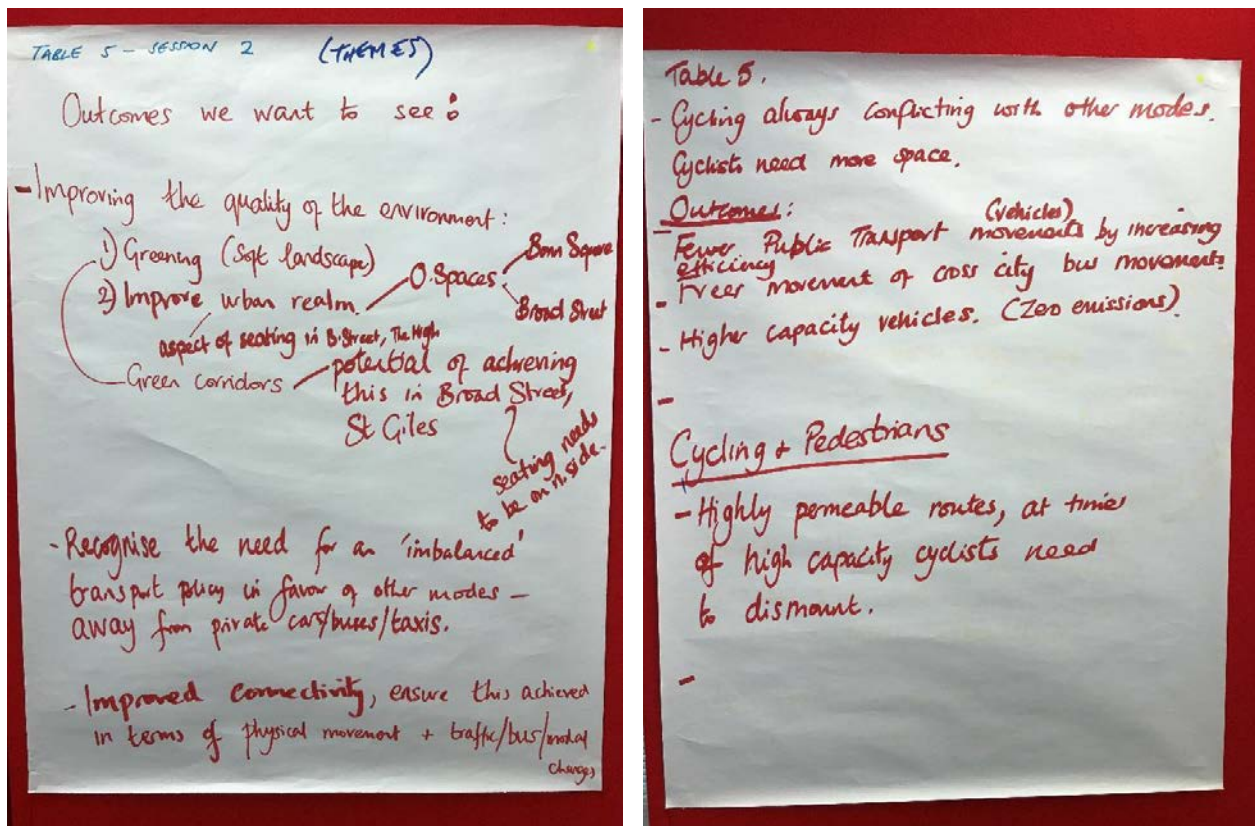 TABLE 5 - SESSION 2 (THEMES)
Outcomes we want to see:
- Improving the quality of the environment:
1) Greening (Soft landscape)
2) Improve urban realm. O.Spaces Bonn Square
Broad Street
aspect of seating in B.Street, The High
Green corridors potential of achieving
this in Broad Street,
St Giles
seating needs
to be on n.side.
- Recognise the need for an 'imbalanced'
transport policy in favour of other modes -
away from private cars/buses/taxis.
- Improved connectivity, ensure this achieved
in terms of physical movement + traffic/bus/modal
changes
Table 5.
- Cycling always conflicting with other modes.
Cyclists need more space.
Outcomes:
(vehicles)
- Fewer Public Transport movements by increasing
efficiency
- Freer movement of cross city bus movements
- Higher capacity vehicles. (Zero emissions)
-
Cycling + Pedestrians
- Highly permeable routes, at times
of high capacity cyclists need
to dismount.
-